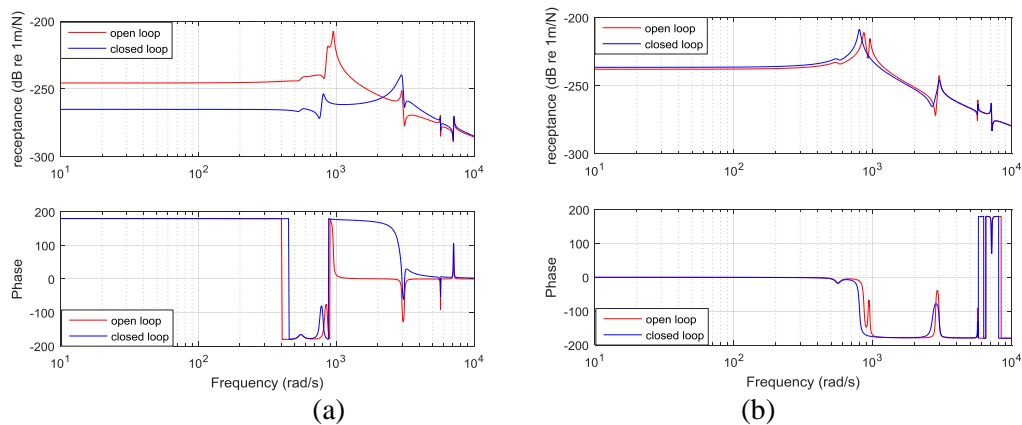 -200
-250
-300
receptance (dB re 1m/N)
open loop
closed loop
10^1
10^2
10^3
10^4
200
100
0
-100
-200
Phase
open loop
closed loop
10^1
10^2
10^3
10^4
Frequency (rad/s)
(a)
-200
-250
-300
receptance (dB re 1m/N)
open loop
closed loop
10^1
10^2
10^3
10^4
200
100
0
-100
-200
Phase
open loop
closed loop
10^1
10^2
10^3
10^4
Frequency (rad/s)
(b)